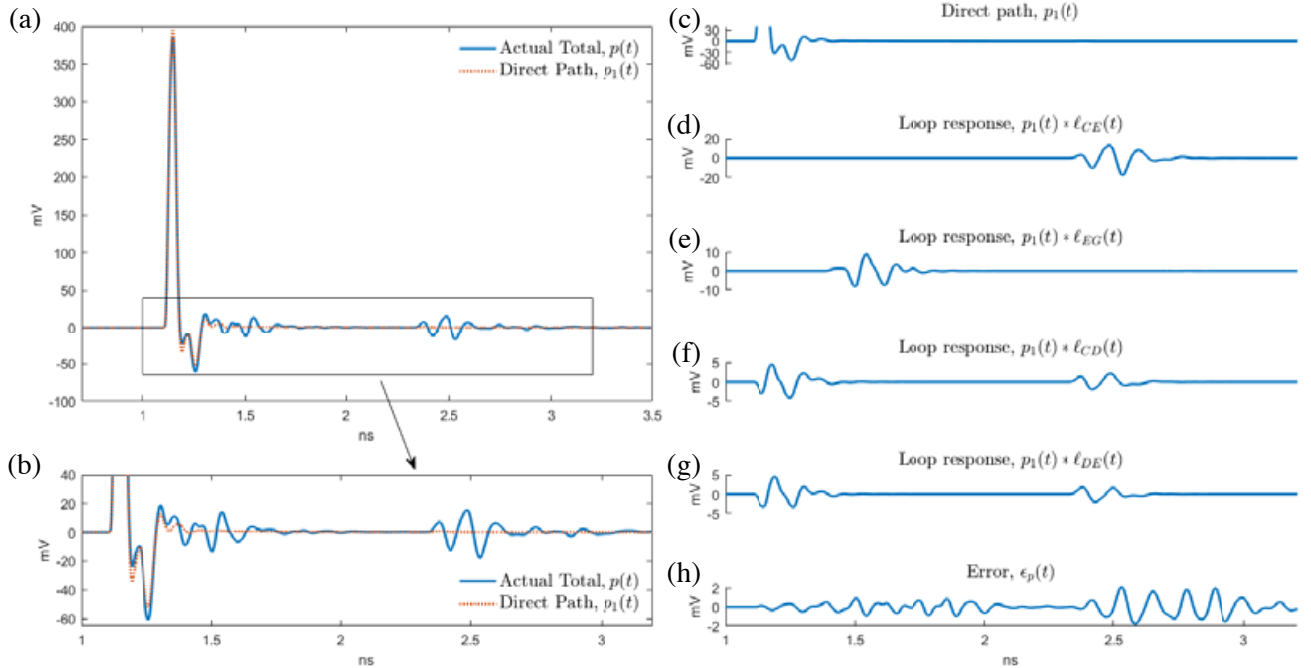 (a)
400
350
300
250
200
150
100
50
0
-50
-100
mV
Actual Total, p(t)
Direct Path, p₁(t)
1
1.5
2
2.5
3
3.5
ns
(b)
40
20
0
-20
-40
-60
mV
Actual Total, p(t)
Direct Path, p₁(t)
1
1.5
2
2.5
3
ns
(c)
Direct path, p₁(t)
30
0
-30
-60
mV
(d)
Loop response, p₁(t) * ℓ_CE(t)
20
0
-20
mV
(e)
Loop response, p₁(t) * ℓ_EG(t)
10
0
-10
mV
(f)
Loop response, p₁(t) * ℓ_CD(t)
5
0
-5
mV
(g)
Loop response, p₁(t) * ℓ_DE(t)
5
0
-5
mV
(h)
Error, ϵ_p(t)
2
0
-2
mV
1
1.5
2
2.5
3
ns